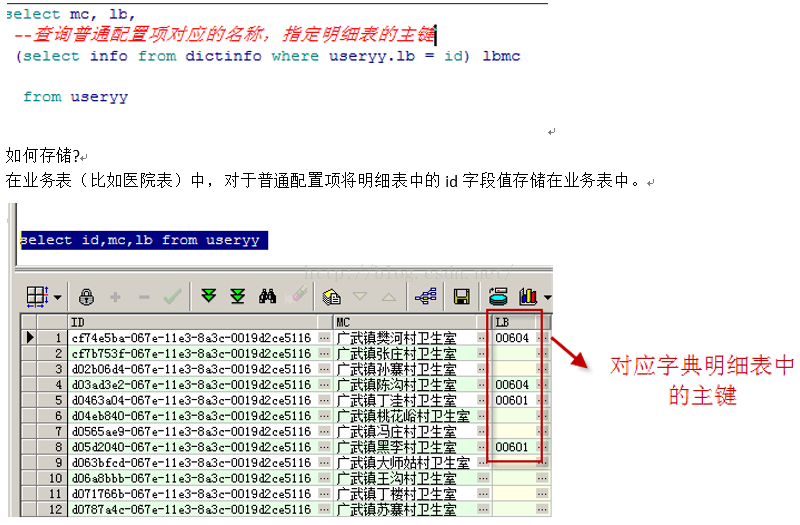 select mc, lb,
--查询普通配置项对应的名称，指定明细表的主键
(select info from dictinfo where useryy.lb = id) lbmc
from useryy
如何存储?
在业务表（比如医院表）中，对于普通配置项将明细表中的 id 字段值存储在业务表中。
select id,mc,lb from useryy
http://blog.csdn.net/
ID MC LB
1 cf74e5ba-067e-11e3-8a3c-0019d2ce5116 ... 广武镇樊河村卫生室 ... 00604 ...
2 cf7b753f-067e-11e3-8a3c-0019d2ce5116 ... 广武镇张庄村卫生室 ... ...
3 d02b06d4-067e-11e3-8a3c-0019d2ce5116 ... 广武镇孙寨村卫生室 ... ...
4 d03ad3e2-067e-11e3-8a3c-0019d2ce5116 ... 广武镇陈沟村卫生室 ... 00604 ...
5 d0463a04-067e-11e3-8a3c-0019d2ce5116 ... 广武镇丁洼村卫生室 ... 00601 ...
6 d04eb840-067e-11e3-8a3c-0019d2ce5116 ... 广武镇桃花峪村卫生室 ... ...
7 d0565ae9-067e-11e3-8a3c-0019d2ce5116 ... 广武镇冯庄村卫生室 ... ...
8 d05d2040-067e-11e3-8a3c-0019d2ce5116 ... 广武镇黑李村卫生室 ... 00601 ...
9 d063bfcd-067e-11e3-8a3c-0019d2ce5116 ... 广武镇大师姑村卫生室 ... ...
10 d06a8bbb-067e-11e3-8a3c-0019d2ce5116 ... 广武镇王沟村卫生室 ... ...
11 d071766b-067e-11e3-8a3c-0019d2ce5116 ... 广武镇丁楼村卫生室 ... ...
12 d0787a4c-067e-11e3-8a3c-0019d2ce5116 ... 广武镇苏寨村卫生室 ... ...
对应字典明细表中
的主键